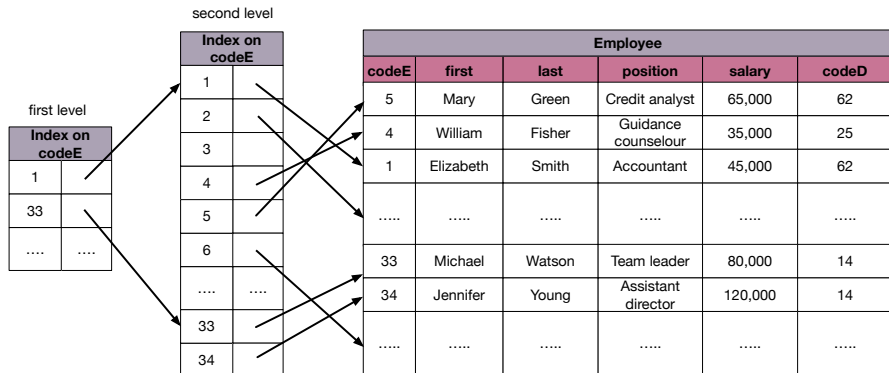 second level
Index on
codeE
1
2
3
4
5
6
.... ....
33
34
first level
Index on
codeE
1
33
.... ....
Employee
codeE first last position salary codeD
5 Mary Green Credit analyst 65,000 62
4 William Fisher Guidance counselour 35,000 25
1 Elizabeth Smith Accountant 45,000 62
..... ..... ..... ..... ..... .....
33 Michael Watson Team leader 80,000 14
34 Jennifer Young Assistant director 120,000 14
..... ..... ..... ..... ..... .....